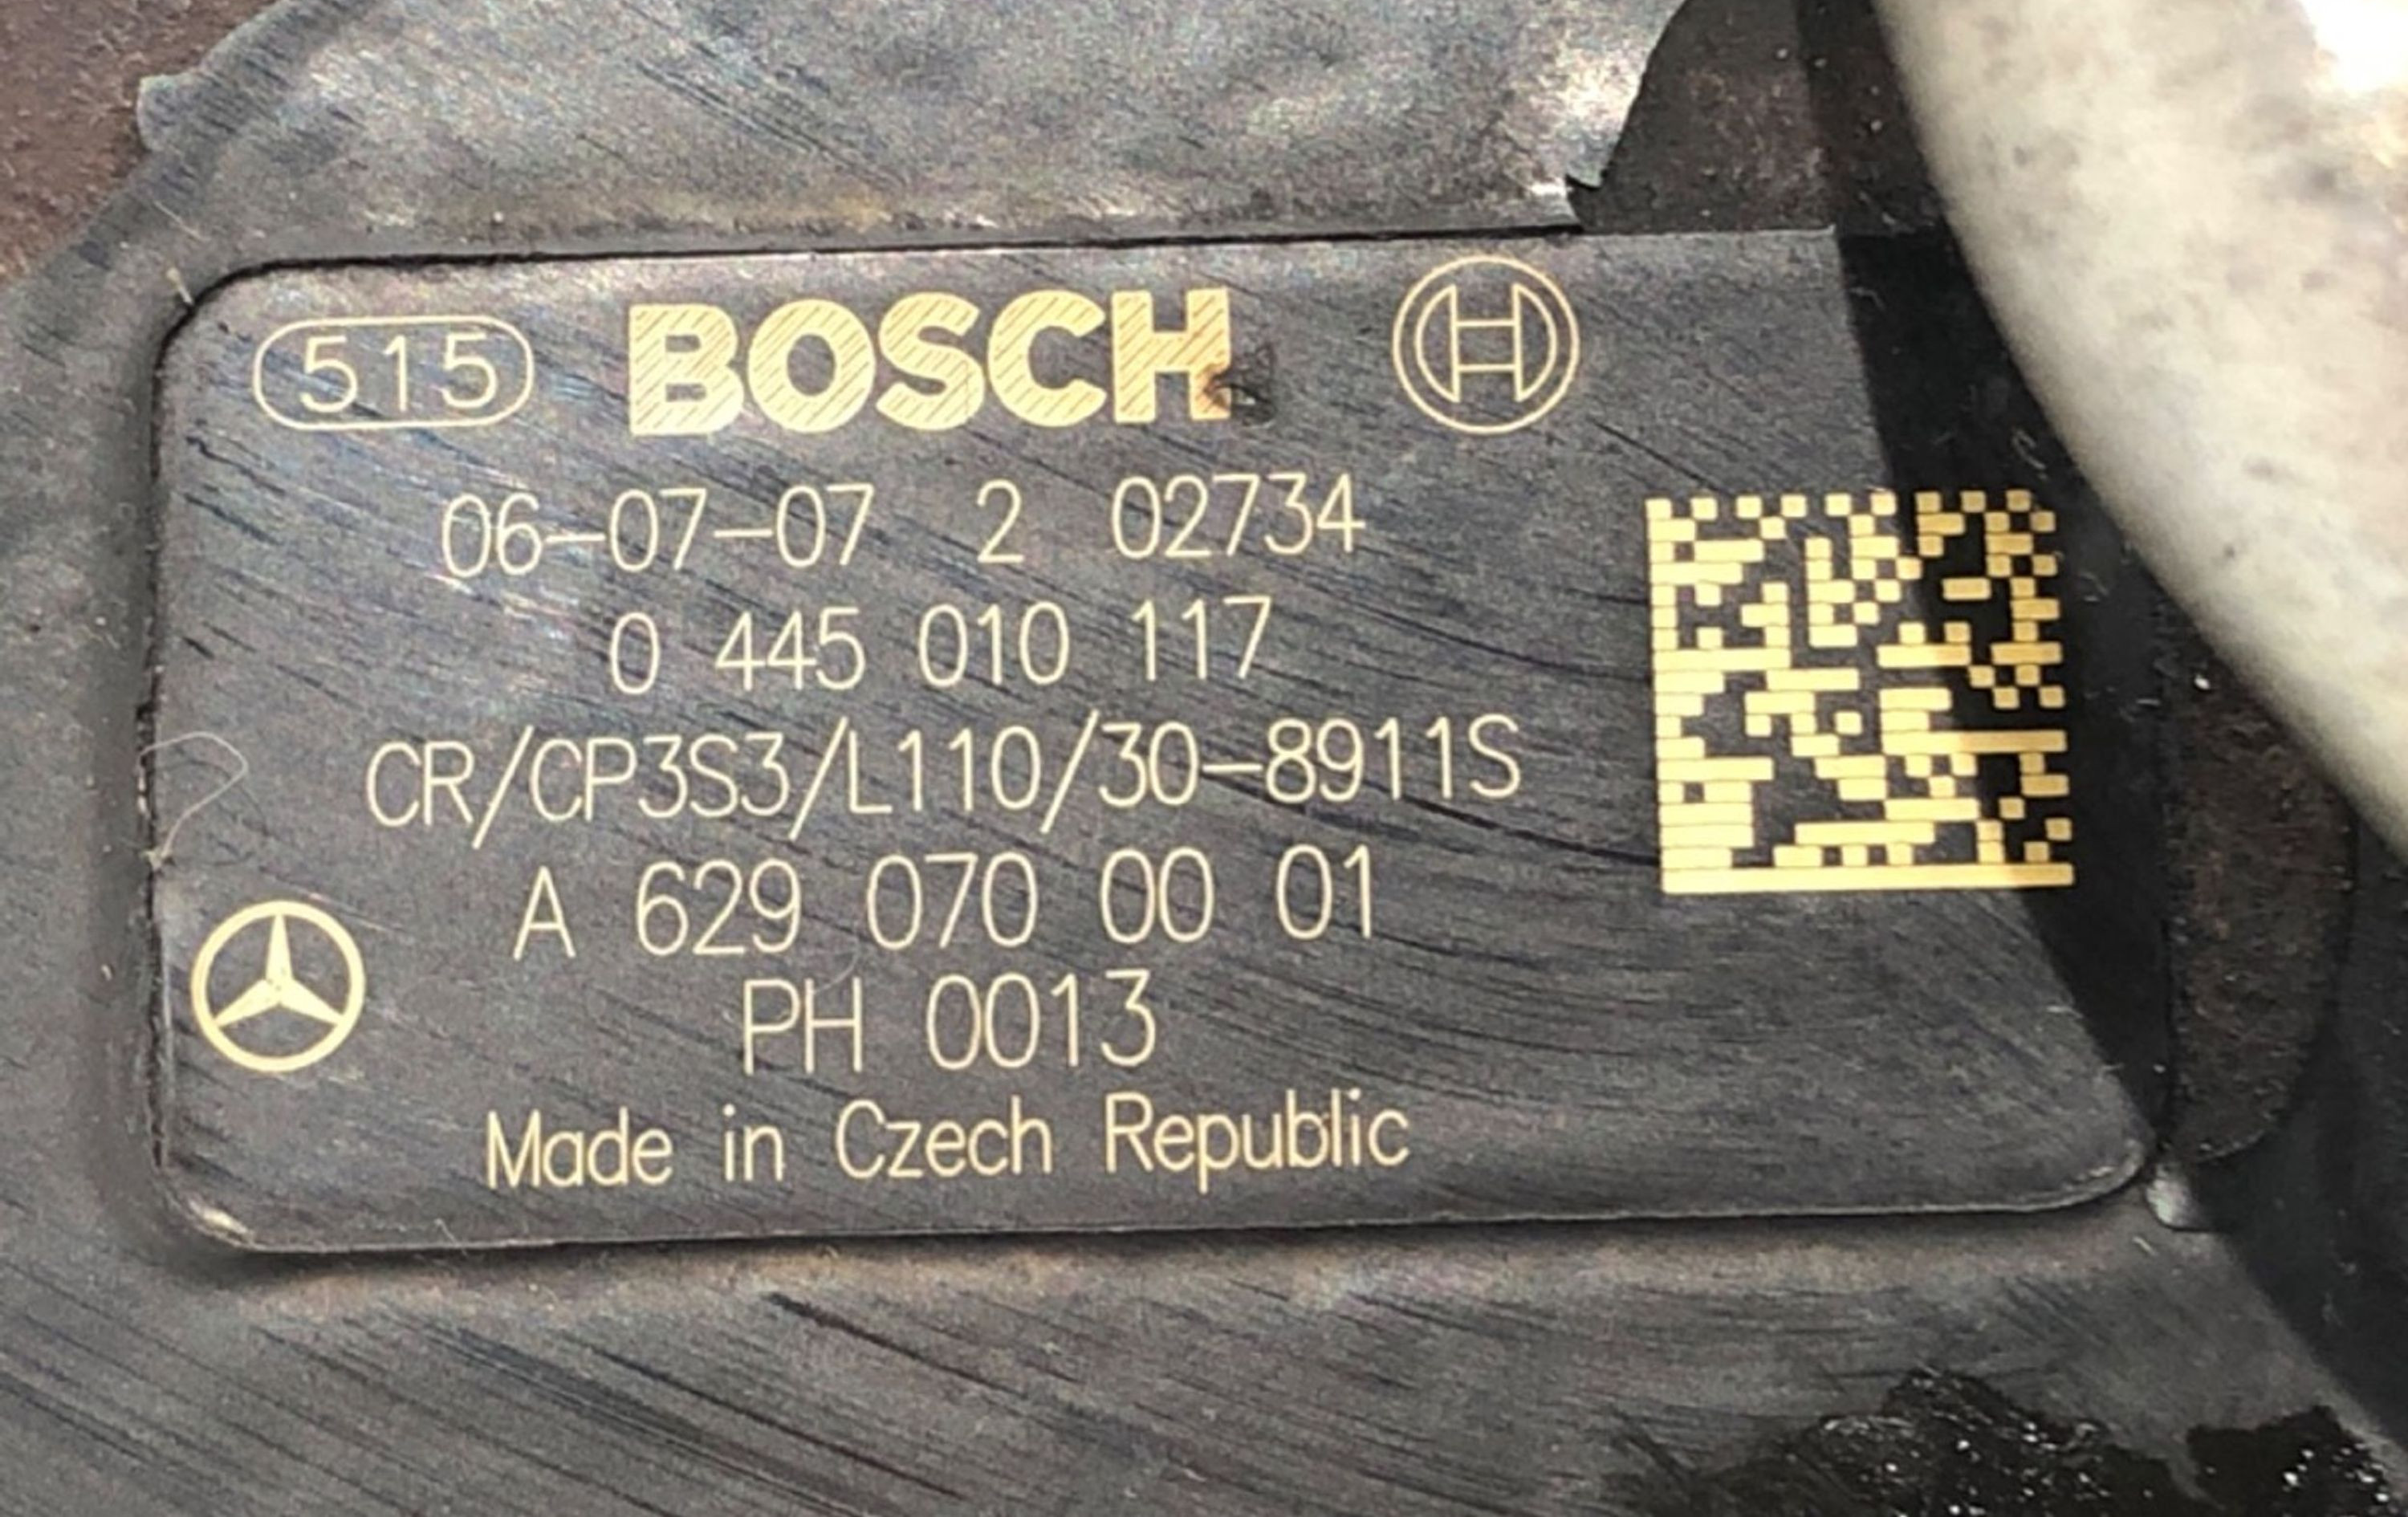 515 BOSCH
06-07-07 2 02734
0 445 010 117
CR/CP3S3/L110/30-8911S
A 629 070 00 01
PH 0013
Made in Czech Republic